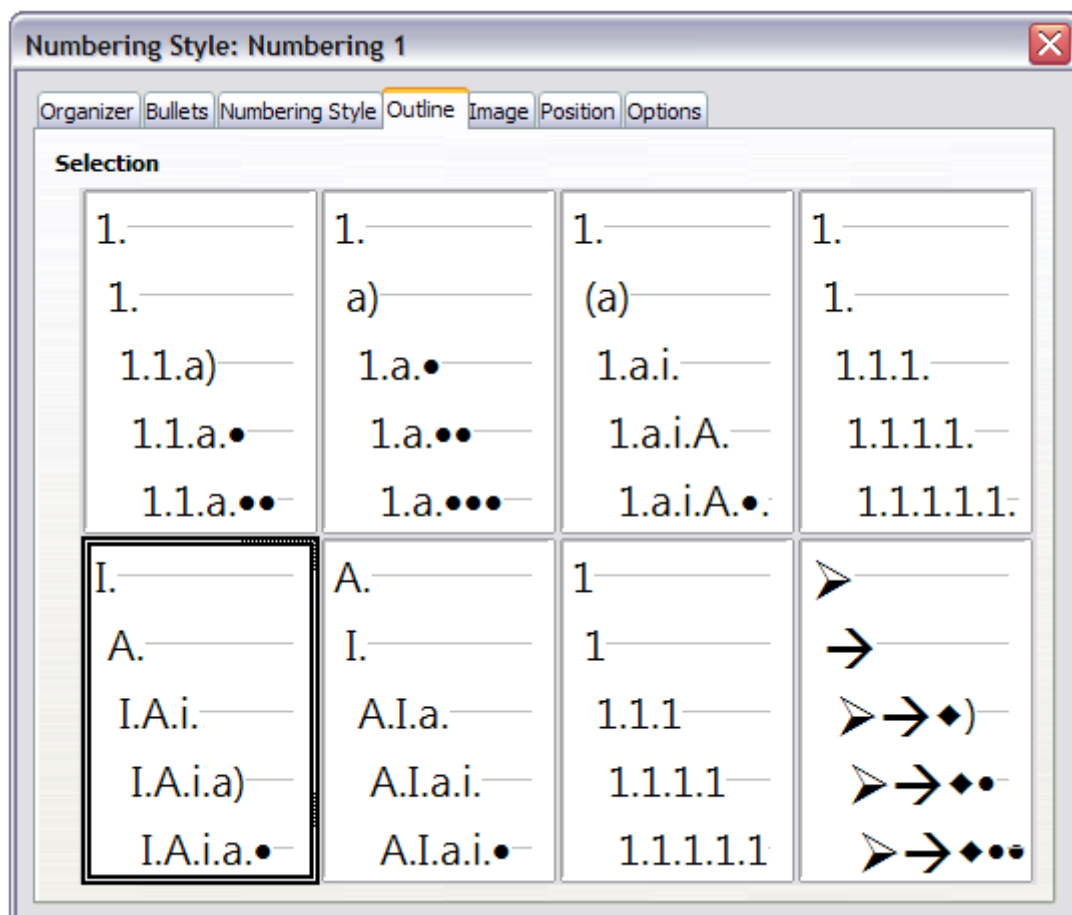 Numbering Style: Numbering 1
Organizer Bullets Numbering Style Outline Image Position Options
Selection
1.
1.
1.1.a)
1.1.a.•
1.1.a.••
1.
a)
1.a.•
1.a.••
1.a.•••
1.
(a)
1.a.i.
1.a.i.A.
1.a.i.A.•.
1.
1.
1.1.1.
1.1.1.1.
1.1.1.1.1.
I.
A.
I.A.i.
I.A.i.a)
I.A.i.a.•
A.
I.
A.I.a.
A.I.a.i.
A.I.a.i.•
1
1
1.1.1
1.1.1.1
1.1.1.1.1
➢
→
➢→◆)
➢→◆•
➢→◆••